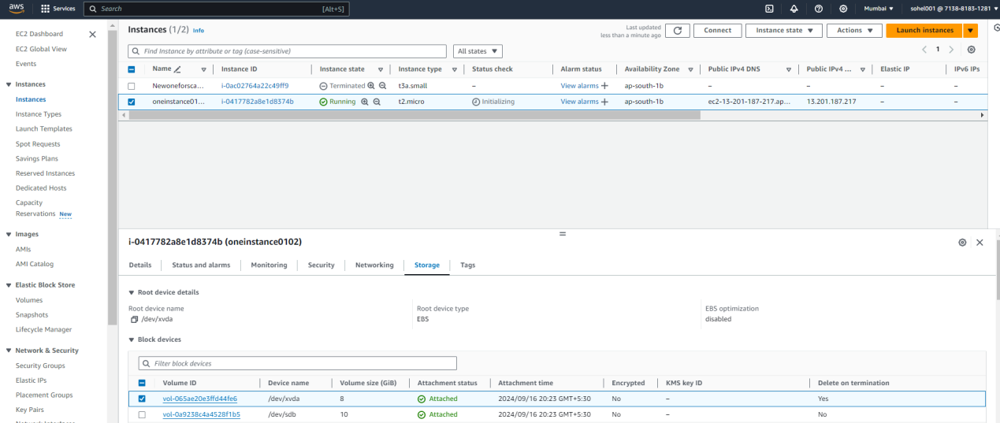 aws Services Search [Alt+S] Mumbai ▼ sohel001 @ 7138-8183-1281 ▼
EC2 Dashboard
EC2 Global View
Events
Instances
Instances
Instance Types
Launch Templates
Spot Requests
Savings Plans
Reserved Instances
Dedicated Hosts
Capacity
Reservations New
Images
AMIs
AMI Catalog
Elastic Block Store
Volumes
Snapshots
Lifecycle Manager
Network & Security
Security Groups
Elastic IPs
Placement Groups
Key Pairs
Network Interfaces
Instances (1/2) Info
Last updated
less than a minute ago
Connect Instance state ▼ Actions ▼ Launch instances ▼
Find Instance by attribute or tag (case-sensitive) All states ▼ 1
Name Instance ID Instance state Instance type Status check Alarm status Availability Zone Public IPv4 DNS Public IPv4 ... Elastic IP IPv6 IPs
Newoneforsca... i-0ac02764a22c49ff9 Terminated t3a.small – View alarms + ap-south-1b – – – –
oneinstance01... i-0417782a8e1d8374b Running t2.micro Initializing View alarms + ap-south-1b ec2-13-201-187-217.ap... 13.201.187.217 – –
i-0417782a8e1d8374b (oneinstance0102)
Details Status and alarms Monitoring Security Networking Storage Tags
Root device details
Root device name Root device type EBS optimization
/dev/xvda EBS disabled
Block devices
Filter block devices
Volume ID Device name Volume size (GiB) Attachment status Attachment time Encrypted KMS key ID Delete on termination
vol-065ae20e3ffd44fe6 /dev/xvda 8 Attached 2024/09/16 20:23 GMT+5:30 No – Yes
vol-0a9238c4a4528f1b5 /dev/sdb 10 Attached 2024/09/16 20:23 GMT+5:30 No – No